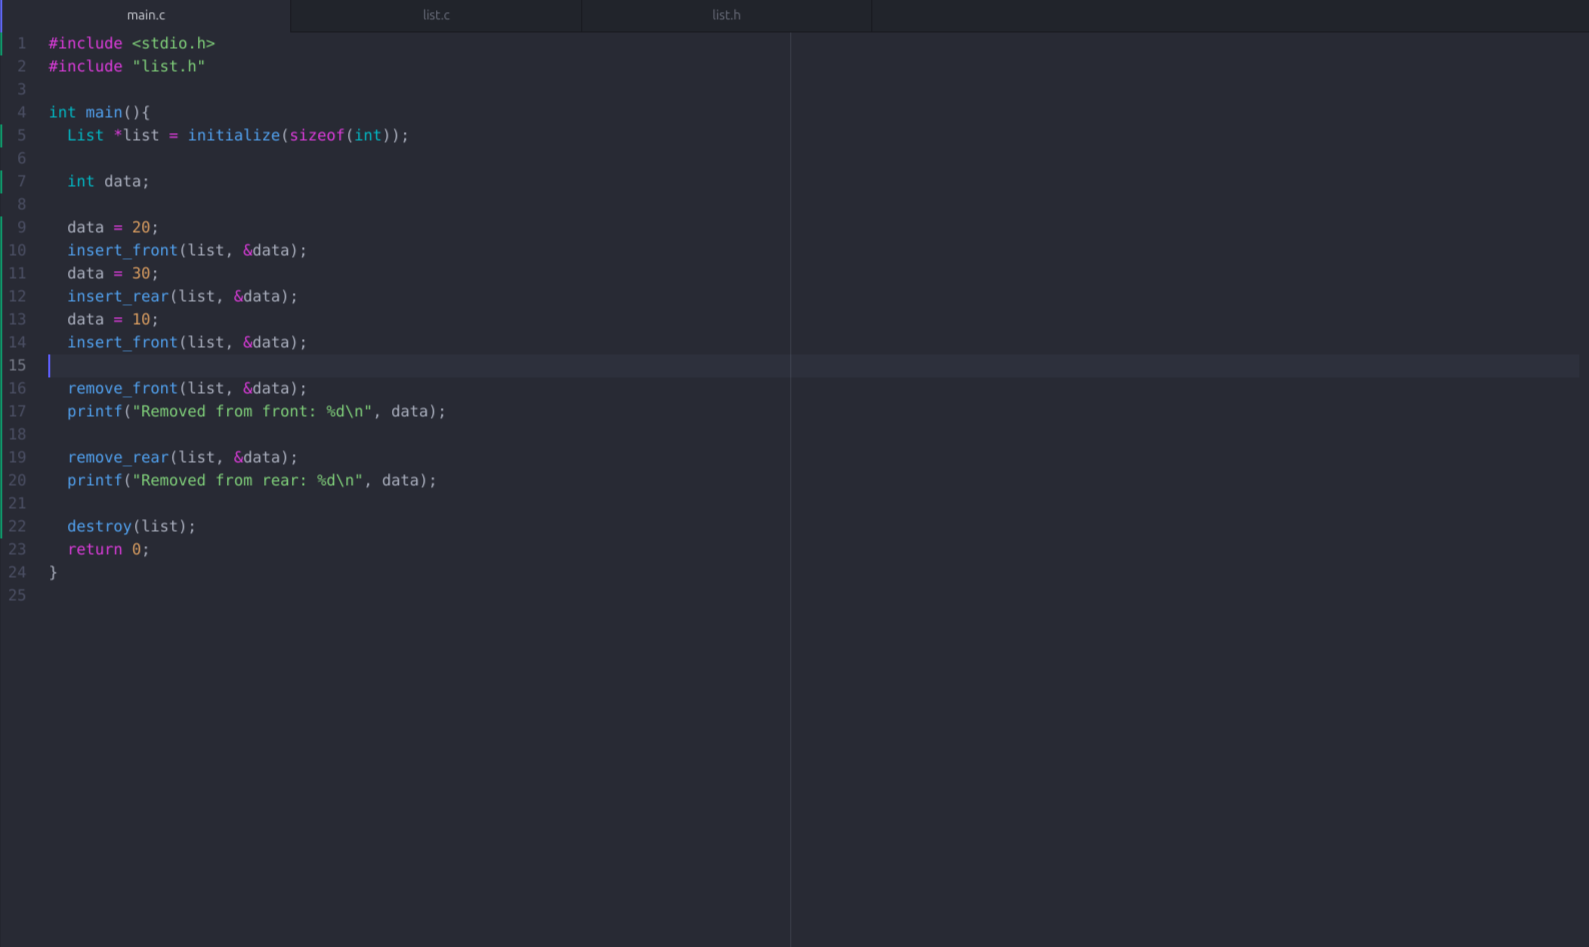 main.c
list.c
list.h
1 #include <stdio.h>
2 #include "list.h"
3
4 int main(){
5   List *list = initialize(sizeof(int));
6
7   int data;
8
9   data = 20;
10   insert_front(list, &data);
11   data = 30;
12   insert_rear(list, &data);
13   data = 10;
14   insert_front(list, &data);
15
16   remove_front(list, &data);
17   printf("Removed from front: %d\n", data);
18
19   remove_rear(list, &data);
20   printf("Removed from rear: %d\n", data);
21
22   destroy(list);
23   return 0;
24 }
25